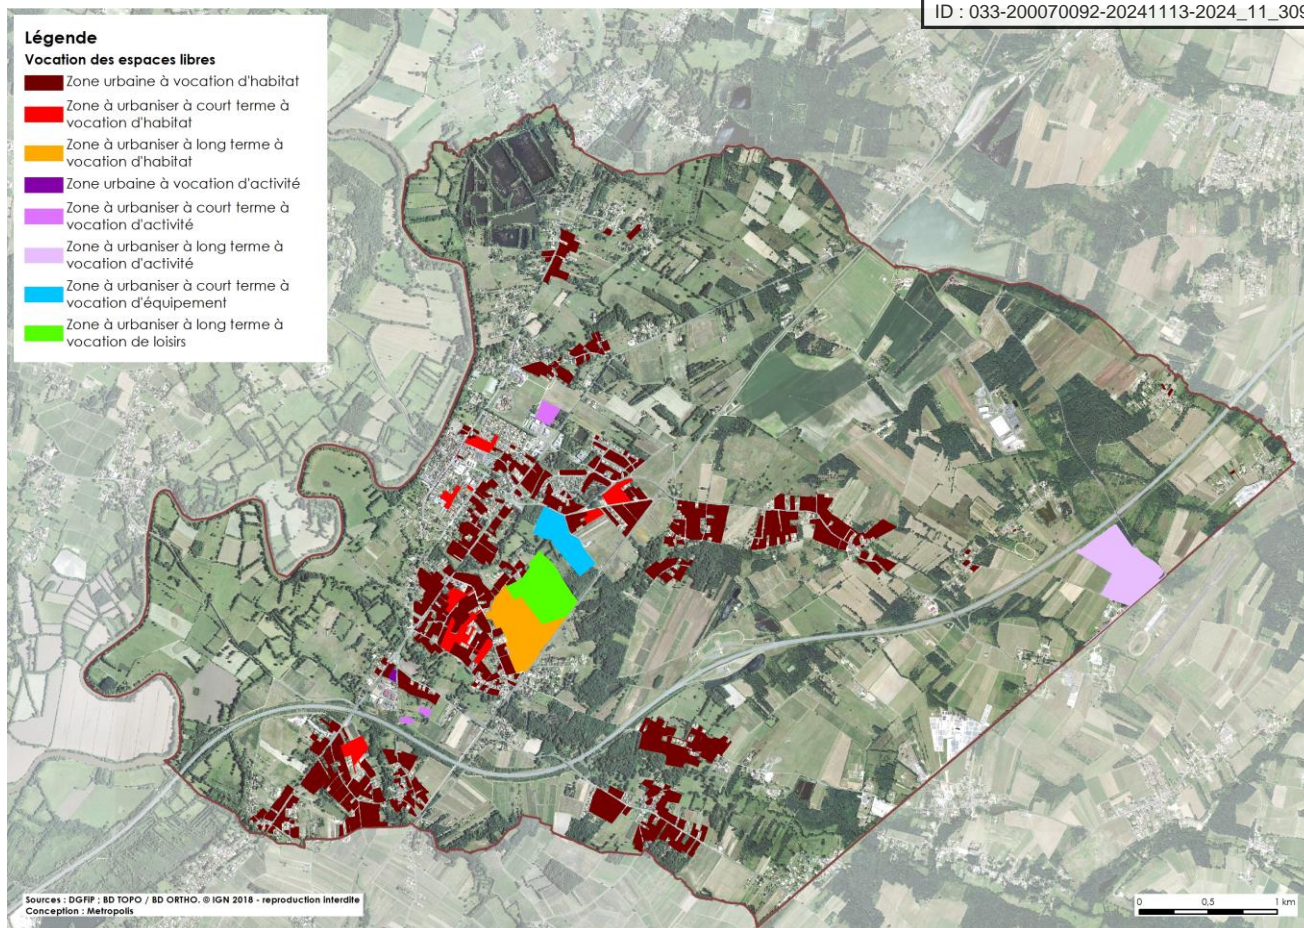 ID : 033-200070092-20241113-2024_11_309
Légende
Vocation des espaces libres
Zone urbaine à vocation d'habitat
Zone à urbaniser à court terme à
vocation d'habitat
Zone à urbaniser à long terme à
vocation d'habitat
Zone urbaine à vocation d'activité
Zone à urbaniser à court terme à
vocation d'activité
Zone à urbaniser à long terme à
vocation d'activité
Zone à urbaniser à court terme à
vocation d'équipement
Zone à urbaniser à long terme à
vocation de loisirs
Sources : DGFiP ; BD TOPO / BD ORTHO. © IGN 2018 - reproduction interdite
Conception : Metropolis
0 0,5 1 km